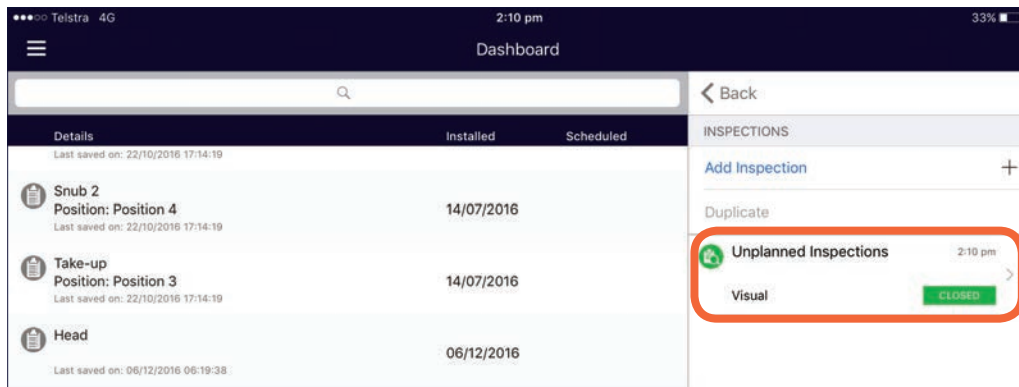 Telstra 4G 2:10 pm 33%
Dashboard
Back
Details Installed Scheduled
INSPECTIONS
Last saved on: 22/10/2016 17:14:19
Add Inspection +
Snub 2
Position: Position 4 14/07/2016
Last saved on: 22/10/2016 17:14:19
Duplicate
Take-up
Position: Position 3 14/07/2016
Last saved on: 22/10/2016 17:14:19
Unplanned Inspections 2:10 pm
Visual CLOSED
Head
06/12/2016
Last saved on: 06/12/2016 06:19:38